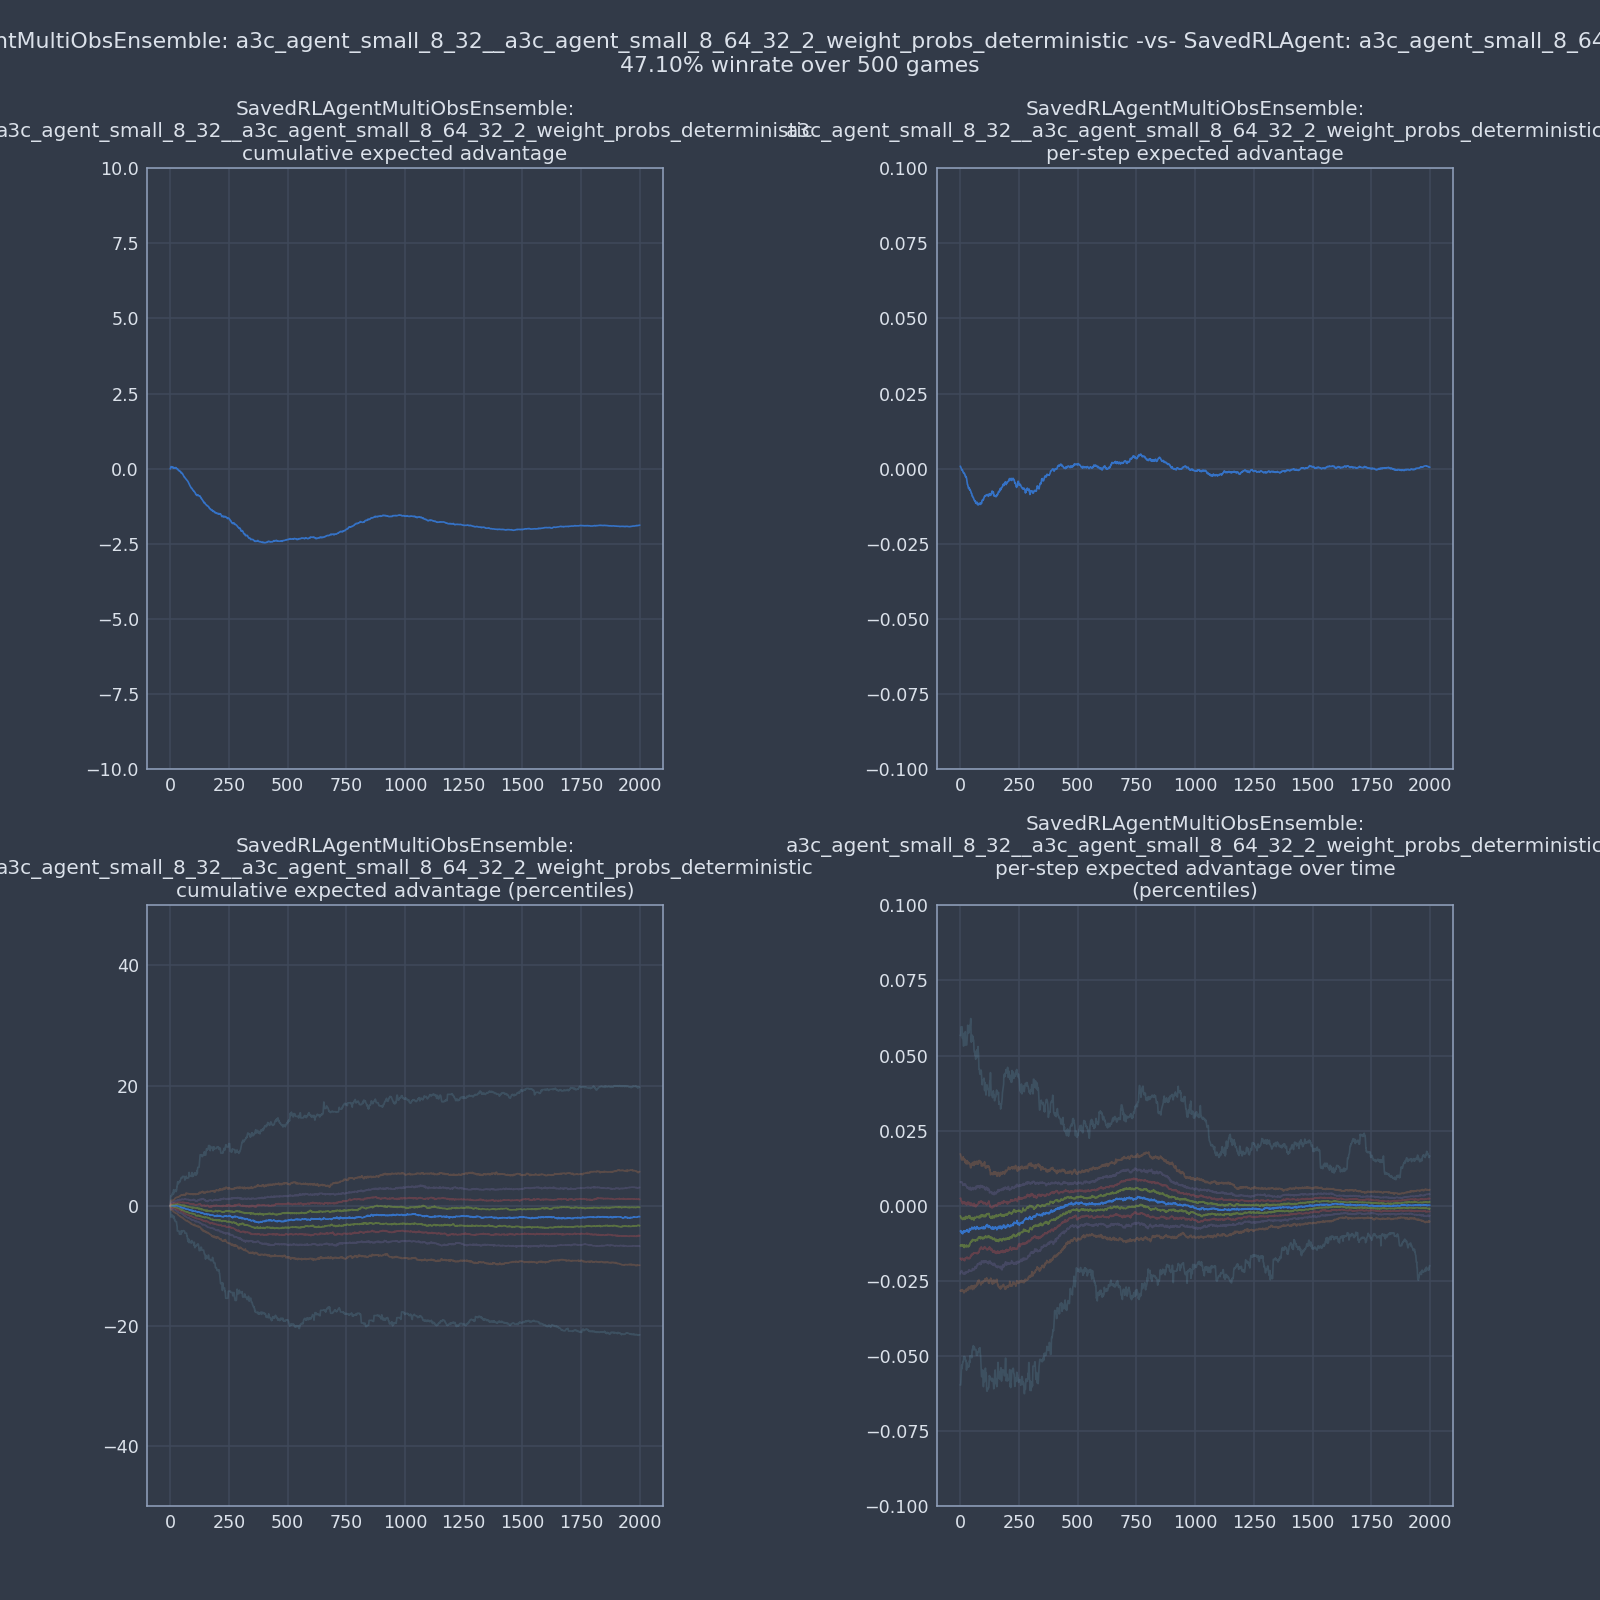 ntMultiObsEnsemble: a3c_agent_small_8_32__a3c_agent_small_8_64_32_2_weight_probs_deterministic -vs- SavedRLAgent: a3c_agent_small_8_64
47.10% winrate over 500 games
SavedRLAgentMultiObsEnsemble:
a3c_agent_small_8_32__a3c_agent_small_8_64_32_2_weight_probs_deterministic
cumulative expected advantage
10.0
7.5
5.0
2.5
0.0
−2.5
−5.0
−7.5
−10.0
0 250 500 750 1000 1250 1500 1750 2000
SavedRLAgentMultiObsEnsemble:
a3c_agent_small_8_32__a3c_agent_small_8_64_32_2_weight_probs_deterministic
per-step expected advantage
0.100
0.075
0.050
0.025
0.000
−0.025
−0.050
−0.075
−0.100
0 250 500 750 1000 1250 1500 1750 2000
SavedRLAgentMultiObsEnsemble:
a3c_agent_small_8_32__a3c_agent_small_8_64_32_2_weight_probs_deterministic
cumulative expected advantage (percentiles)
40
20
0
−20
−40
0 250 500 750 1000 1250 1500 1750 2000
SavedRLAgentMultiObsEnsemble:
a3c_agent_small_8_32__a3c_agent_small_8_64_32_2_weight_probs_deterministic
per-step expected advantage over time
(percentiles)
0.100
0.075
0.050
0.025
0.000
−0.025
−0.050
−0.075
−0.100
0 250 500 750 1000 1250 1500 1750 2000